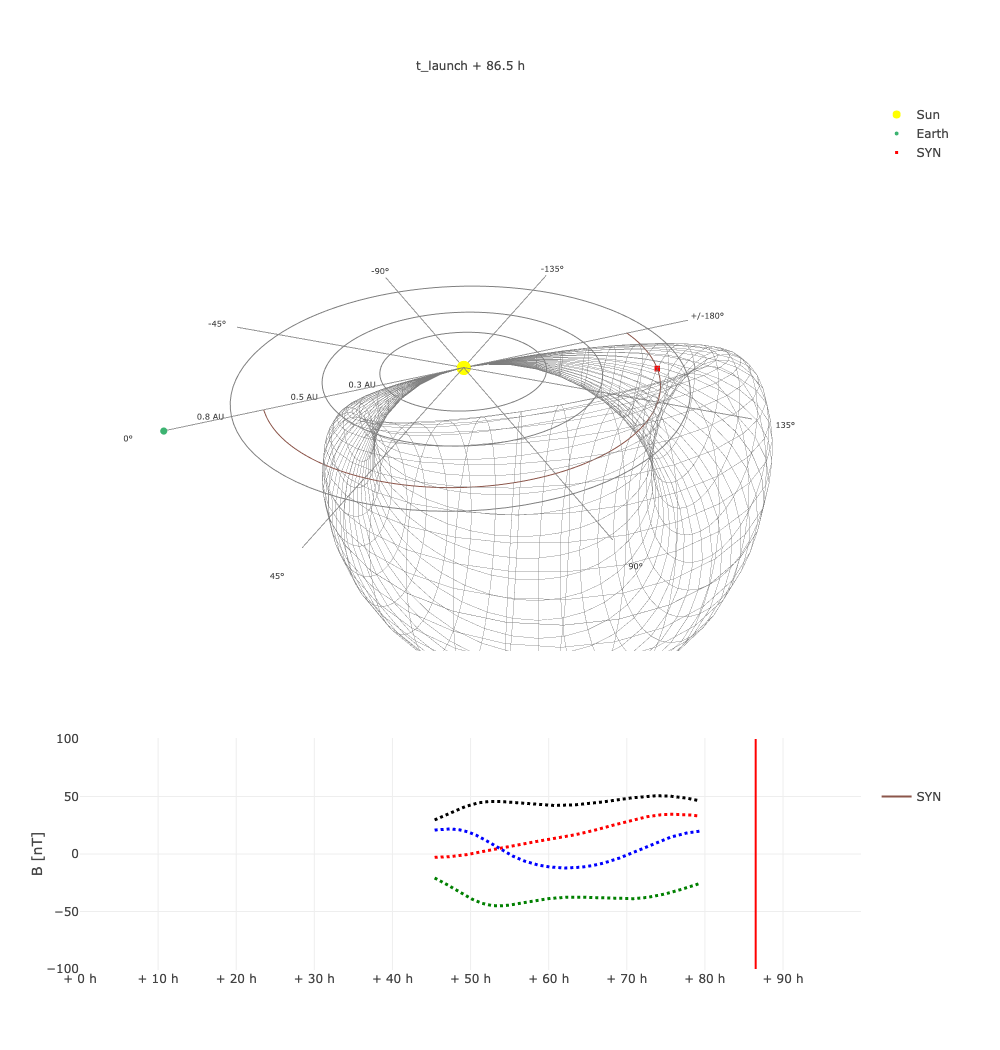 t_launch + 86.5 h
Sun
Earth
SYN
-90°
-135°
-45°
+/-180°
0.3 AU
0.5 AU
0.8 AU
0°
135°
45°
90°
100
50
0
−50
−100
B [nT]
+ 0 h
+ 10 h
+ 20 h
+ 30 h
+ 40 h
+ 50 h
+ 60 h
+ 70 h
+ 80 h
+ 90 h
SYN